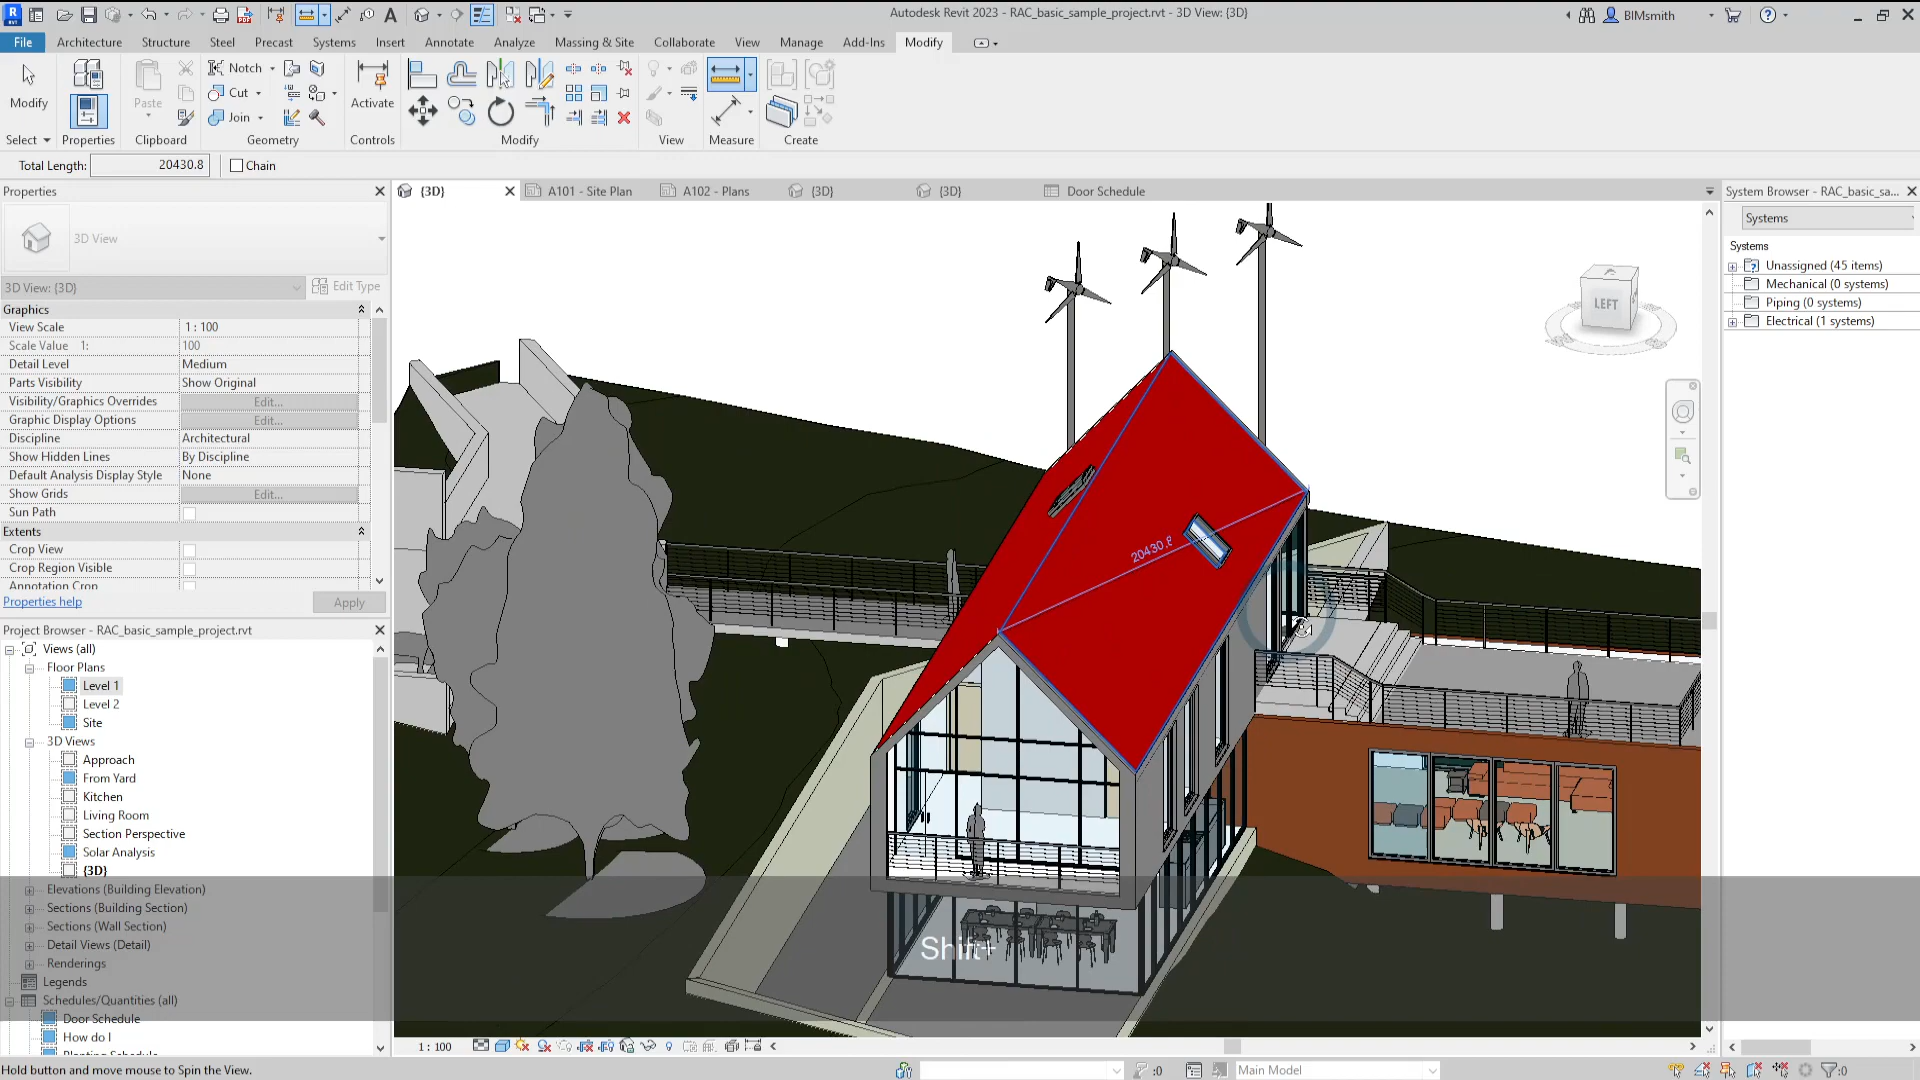 Autodesk Revit 2023 - RAC_basic_sample_project.rvt - 3D View: {3D}
BIMsmith
File Architecture Structure Steel Precast Systems Insert Annotate Analyze Massing & Site Collaborate View Manage Add-Ins Modify
Modify
Paste
Notch
Cut
Join
Activate
Select Properties Clipboard Geometry Controls Modify View Measure Create
Total Length: 20430.8 Chain
Properties
3D View
3D View: {3D} Edit Type
Graphics
View Scale 1 : 100
Scale Value 1: 100
Detail Level Medium
Parts Visibility Show Original
Visibility/Graphics Overrides Edit...
Graphic Display Options Edit...
Discipline Architectural
Show Hidden Lines By Discipline
Default Analysis Display Style None
Show Grids Edit...
Sun Path
Extents
Crop View
Crop Region Visible
Annotation Crop
Properties help Apply
Project Browser - RAC_basic_sample_project.rvt
Views (all)
Floor Plans
Level 1
Level 2
Site
3D Views
Approach
From Yard
Kitchen
Living Room
Section Perspective
Solar Analysis
{3D}
Elevations (Building Elevation)
Sections (Building Section)
Sections (Wall Section)
Detail Views (Detail)
Renderings
Legends
Schedules/Quantities (all)
Door Schedule
How do I
Planting Schedule
{3D} A101 - Site Plan A102 - Plans {3D} {3D} Door Schedule
LEFT
20430.8
Shift+
1 : 100
System Browser - RAC_basic_sa...
Systems
Systems
Unassigned (45 items)
Mechanical (0 systems)
Piping (0 systems)
Electrical (1 systems)
Hold button and move mouse to Spin the View.
:0
Main Model
:0